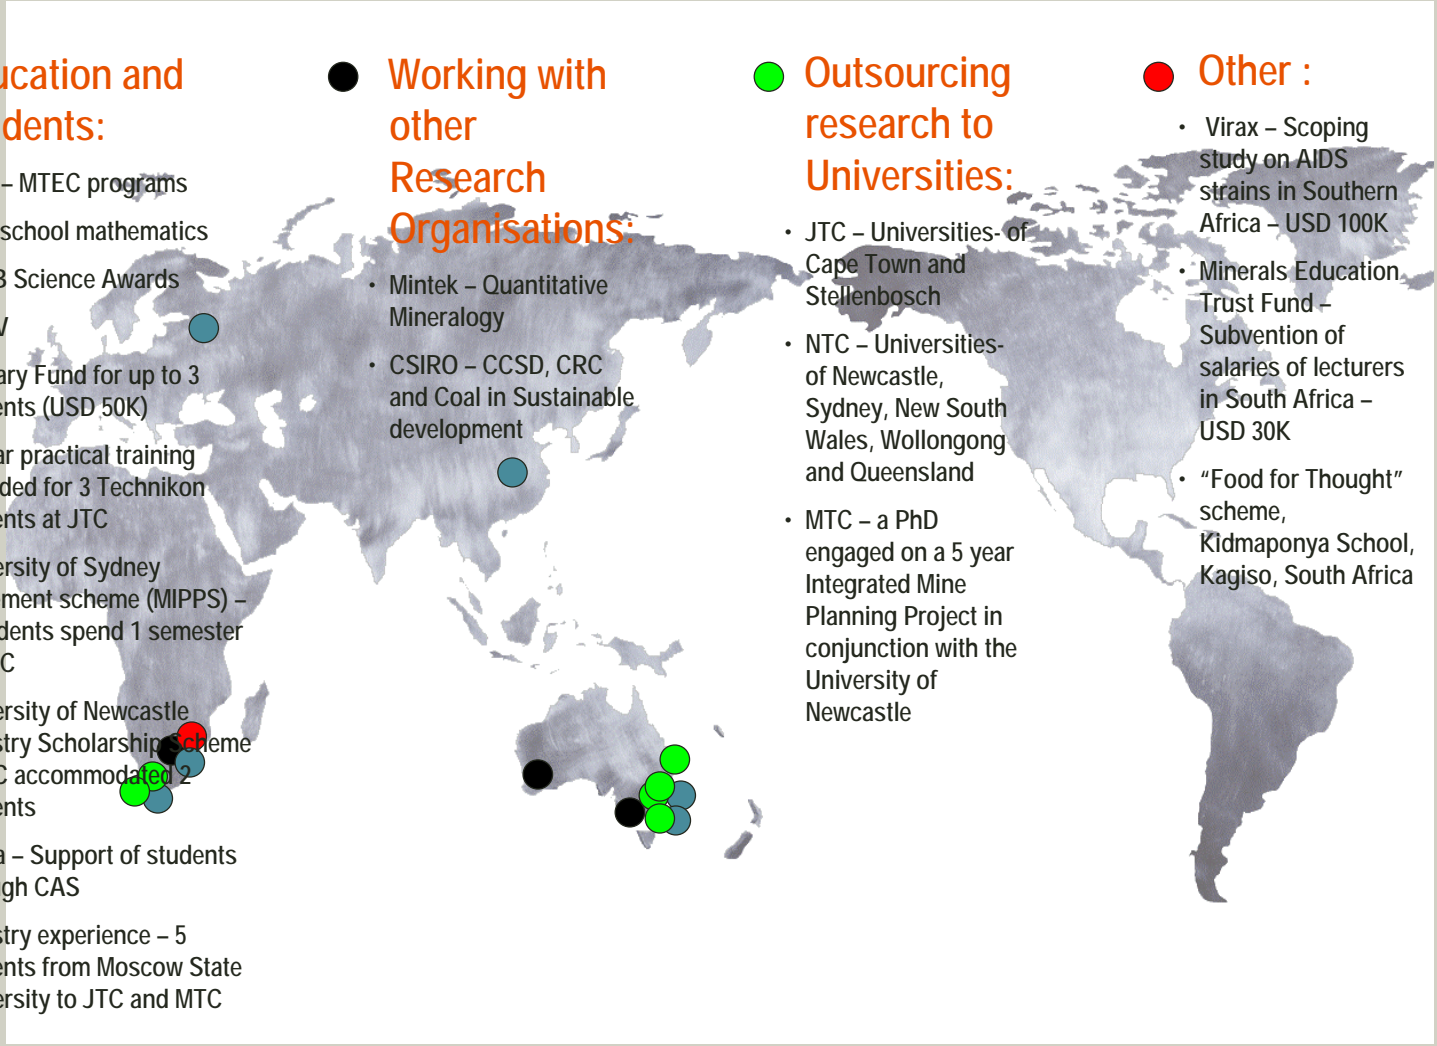 ucation and
dents:
– MTEC programs
school mathematics
3 Science Awards
V
ary Fund for up to 3
ents (USD 50K)
ar practical training
ded for 3 Technikon
ents at JTC
ersity of Sydney
ment scheme (MIPPS) –
dents spend 1 semester
C
ersity of Newcastle
stry Scholarship Scheme
C accommodated 2
ents
a – Support of students
gh CAS
stry experience – 5
ents from Moscow State
ersity to JTC and MTC
Working with
other
Research
Organisations:
• Mintek – Quantitative
Mineralogy
• CSIRO – CCSD, CRC
and Coal in Sustainable
development
Outsourcing
research to
Universities:
• JTC – Universities- of
Cape Town and
Stellenbosch
• NTC – Universities-
of Newcastle,
Sydney, New South
Wales, Wollongong
and Queensland
• MTC – a PhD
engaged on a 5 year
Integrated Mine
Planning Project in
conjunction with the
University of
Newcastle
Other :
• Virax – Scoping
study on AIDS
strains in Southern
Africa – USD 100K
• Minerals Education
Trust Fund –
Subvention of
salaries of lecturers
in South Africa –
USD 30K
• “Food for Thought”
scheme,
Kidmaponya School,
Kagiso, South Africa